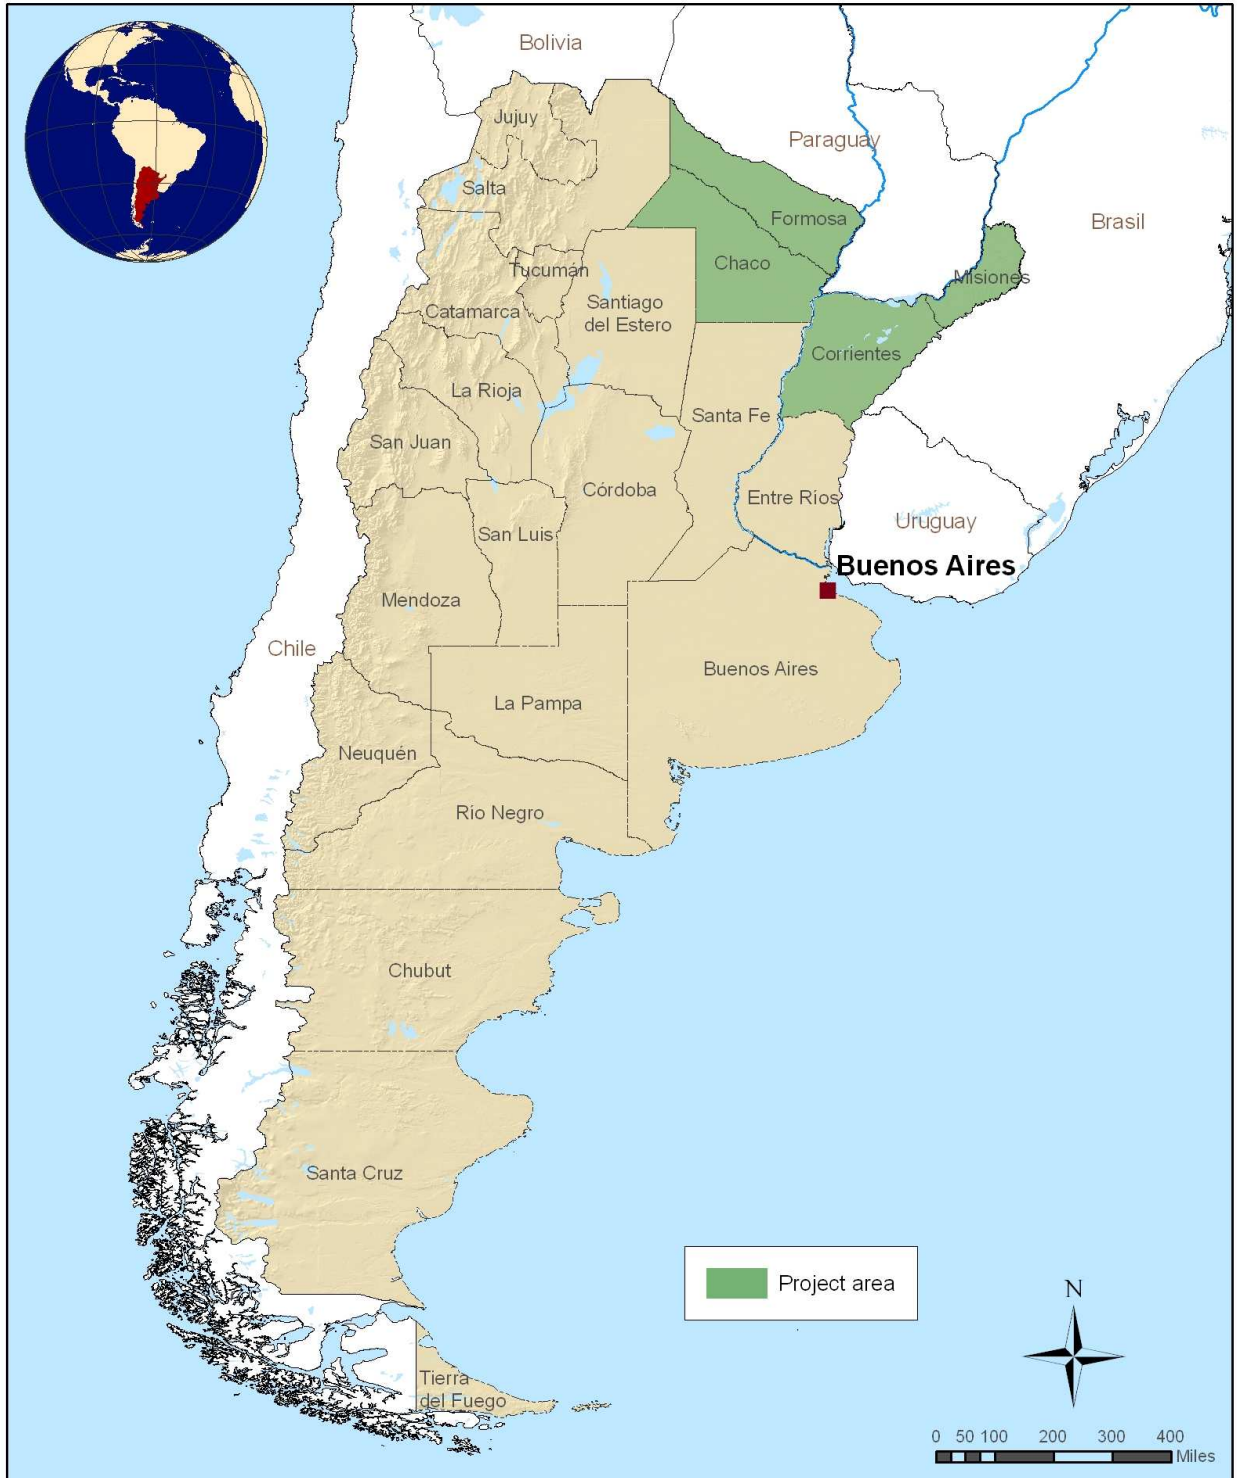 Bolivia
Jujuy
Paraguay
Salta
Formosa
Brasil
Chaco
Tucumán
Misiones
Santiago
del Estero
Catamarca
Corrientes
La Rioja
Santa Fe
San Juan
Córdoba
Entre Ríos
San Luis
Uruguay
Buenos Aires
Mendoza
Chile
Buenos Aires
La Pampa
Neuquén
Río Negro
Chubut
Santa Cruz
Project area
N
Tierra
del Fuego
0 50 100 200 300 400
Miles